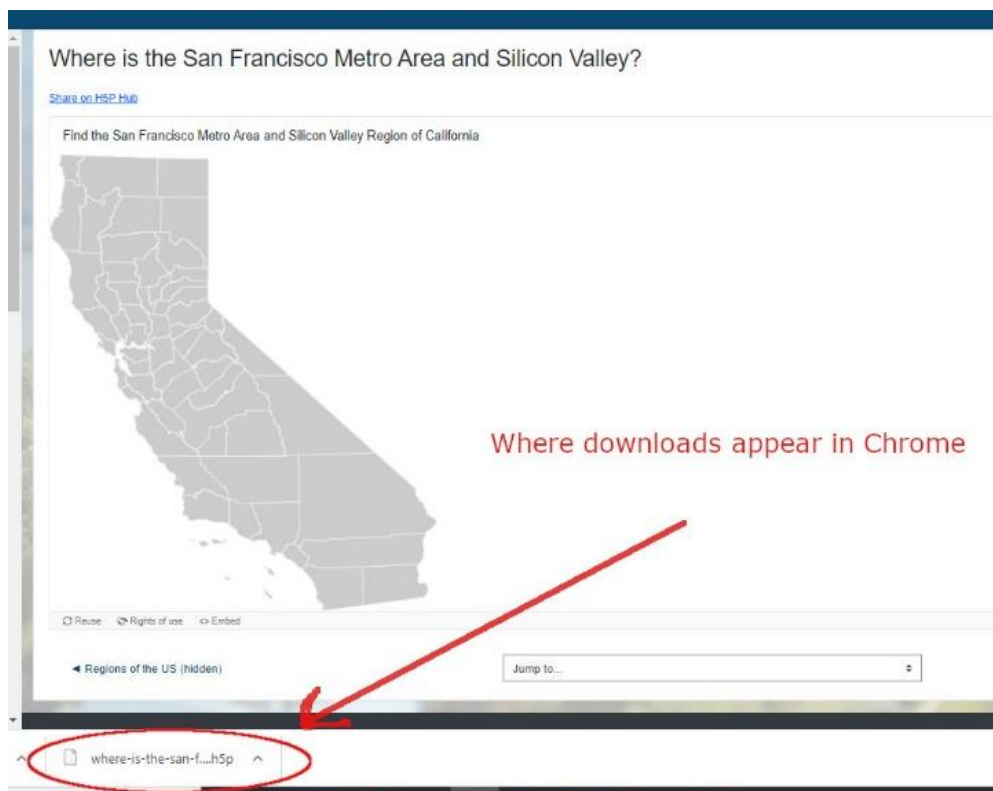 Where is the San Francisco Metro Area and Silicon Valley?
Share on H5P Hub
Find the San Francisco Metro Area and Silicon Valley Region of California
Where downloads appear in Chrome
Reuse Rights of use Embed
◄ Regions of the US (hidden)
Jump to...
where-is-the-san-f....h5p